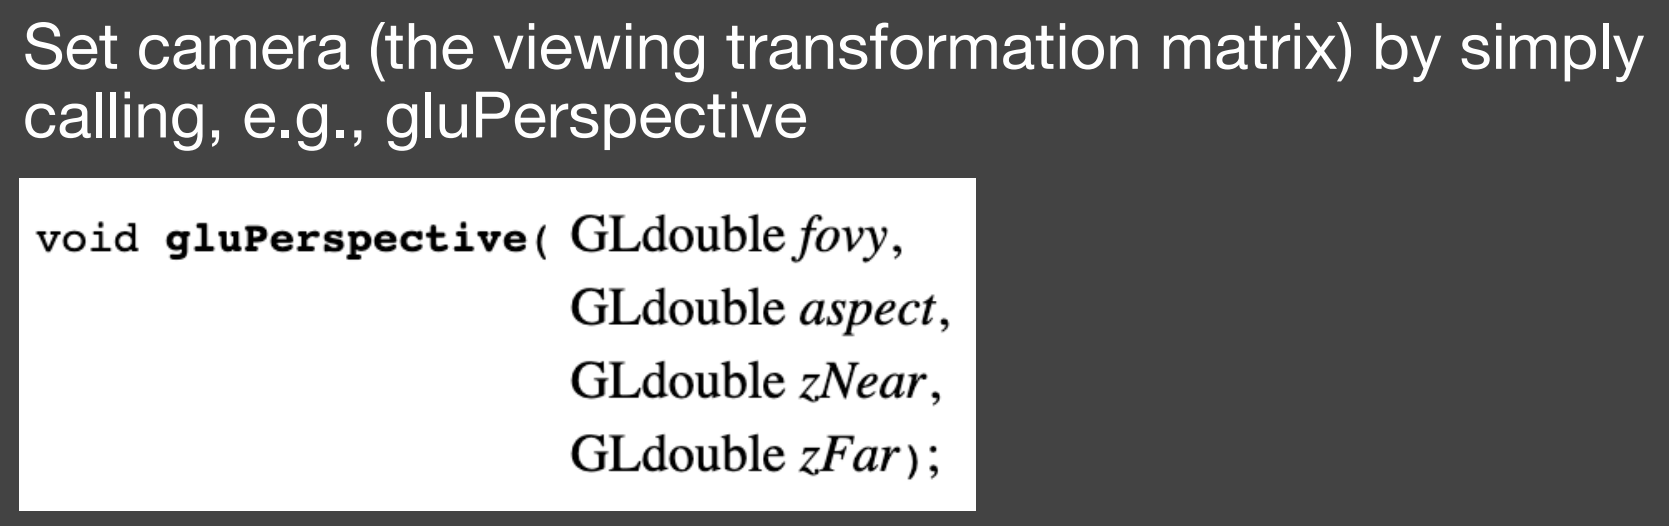 Set camera (the viewing transformation matrix) by simply
calling, e.g., gluPerspective
void gluPerspective( GLdouble fovy,
GLdouble aspect,
GLdouble zNear,
GLdouble zFar);